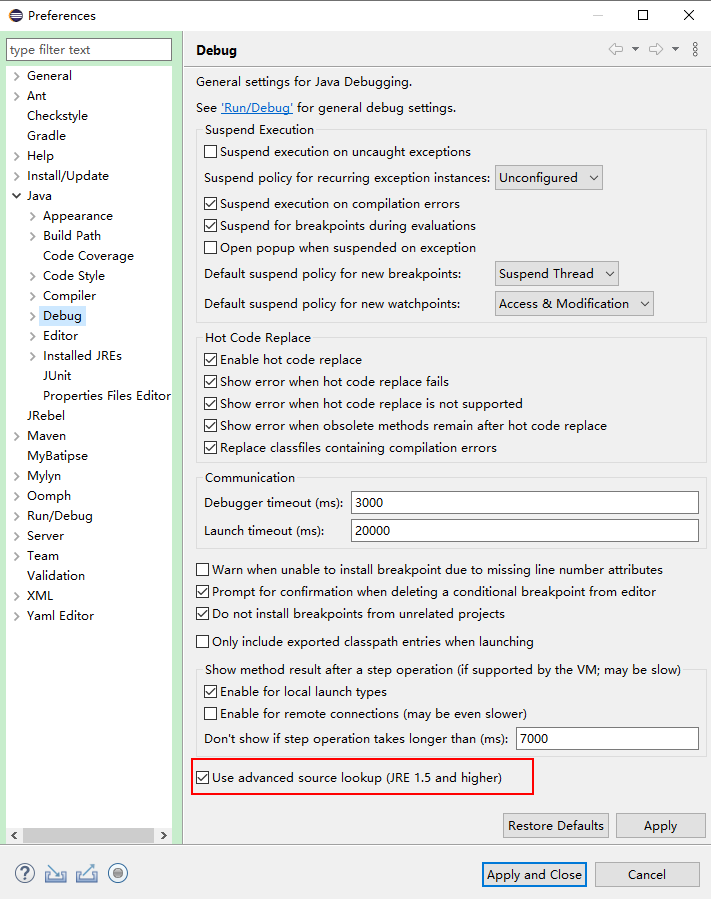 Preferences
type filter text
General
Ant
Checkstyle
Gradle
Help
Install/Update
Java
Appearance
Build Path
Code Coverage
Code Style
Compiler
Debug
Editor
Installed JREs
JUnit
Properties Files Editor
JRebel
Maven
MyBatipse
Mylyn
Oomph
Run/Debug
Server
Team
Validation
XML
Yaml Editor
Debug
General settings for Java Debugging.
See 'Run/Debug' for general debug settings.
Suspend Execution
Suspend execution on uncaught exceptions
Suspend policy for recurring exception instances: Unconfigured
Suspend execution on compilation errors
Suspend for breakpoints during evaluations
Open popup when suspended on exception
Default suspend policy for new breakpoints: Suspend Thread
Default suspend policy for new watchpoints: Access & Modification
Hot Code Replace
Enable hot code replace
Show error when hot code replace fails
Show error when hot code replace is not supported
Show error when obsolete methods remain after hot code replace
Replace classfiles containing compilation errors
Communication
Debugger timeout (ms): 3000
Launch timeout (ms): 20000
Warn when unable to install breakpoint due to missing line number attributes
Prompt for confirmation when deleting a conditional breakpoint from editor
Do not install breakpoints from unrelated projects
Only include exported classpath entries when launching
Show method result after a step operation (if supported by the VM; may be slow)
Enable for local launch types
Enable for remote connections (may be even slower)
Don't show if step operation takes longer than (ms): 7000
Use advanced source lookup (JRE 1.5 and higher)
Restore Defaults Apply
? Apply and Close Cancel